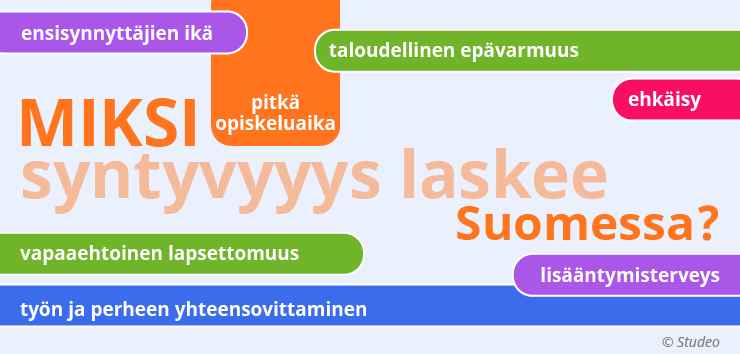 ensisynnyttäjien ikä
taloudellinen epävarmuus
ehkäisy
pitkä
opiskeluaika
MIKSI
syntyvyyys laskee
Suomessa?
vapaaehtoinen lapsettomuus
lisääntymisterveys
työn ja perheen yhteensovittaminen
© Studeo